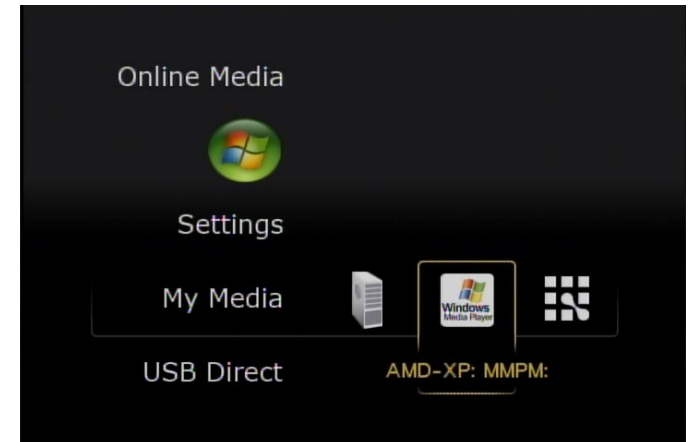 Online Media
Settings
My Media
Windows
Media Player
USB Direct
AMD-XP: MMPM: